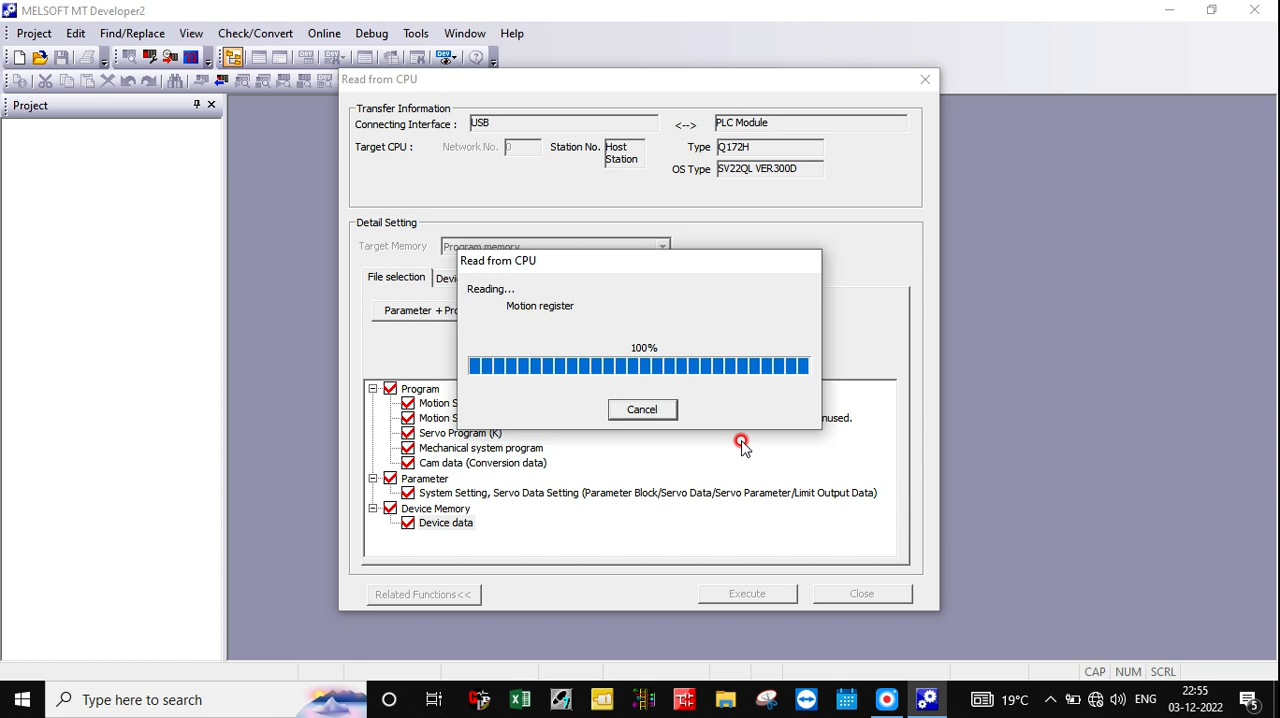 MELSOFT MT Developer2
Project Edit Find/Replace View Check/Convert Online Debug Tools Window Help
Project
Read from CPU
Transfer Information
Connecting Interface : USB <--> PLC Module
Target CPU : Network No. 0 Station No. Host Station Type Q172H
OS Type SV22QL VER300D
Detail Setting
Target Memory Program memory
File selection Devi
Parameter + Pro
Read from CPU
Reading...
Motion register
100%
Cancel
Program
Motion S
Motion S nused.
Servo Program (K)
Mechanical system program
Cam data (Conversion data)
Parameter
System Setting, Servo Data Setting (Parameter Block/Servo Data/Servo Parameter/Limit Output Data)
Device Memory
Device data
Related Functions<< Execute Close
CAP NUM SCRL
Type here to search
19°C ENG 22:55
03-12-2022 5